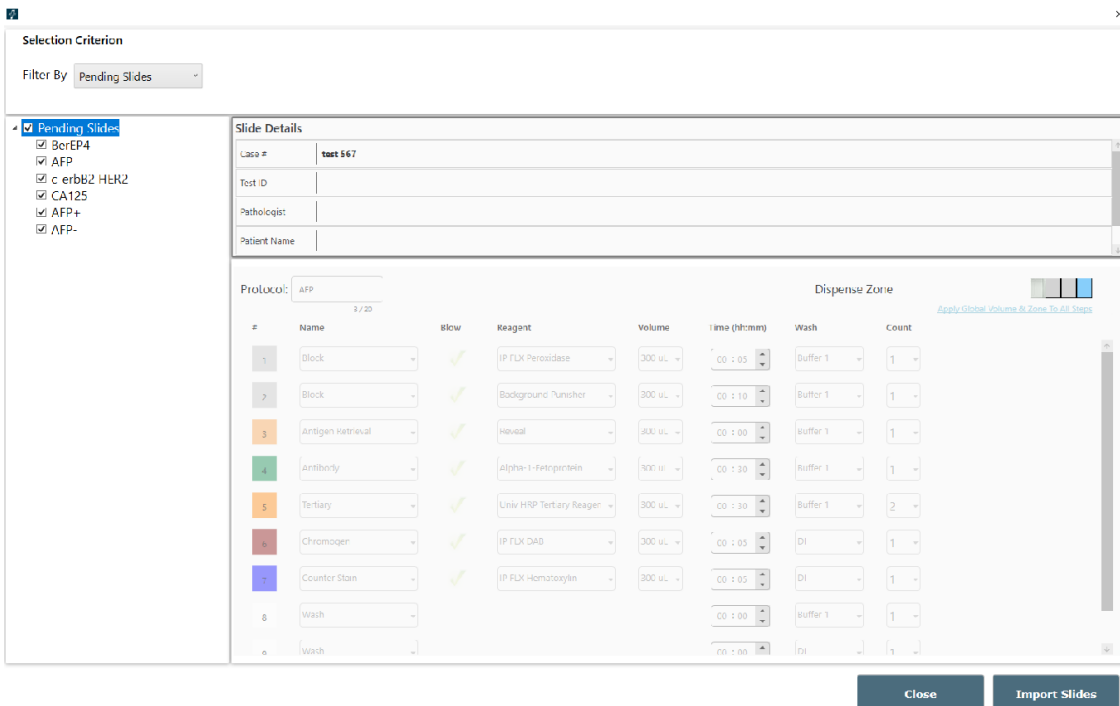 Selection Criterion
Filter By Pending Slides
Pending Slides
BerEP4
AFP
c erbB2 HER2
CA125
AFP+
AFP-
Slide Details
Case # test 567
Test ID
Pathologist
Patient Name
Protocol: AFP
3 / 20
Dispense Zone
Apply Global Volume & Zone To All Steps
# Name Blow Reagent Volume Time (hh:mm) Wash Count
1 Block IP FLX Peroxidase 300 uL 00 : 05 Buffer 1 1
2 Block Background Punisher 300 uL 00 : 10 Buffer 1 1
3 Antigen Retrieval Reveal 300 uL 00 : 00 Buffer 1 1
4 Antibody Alpha-1-Fetoprotein 300 uL 00 : 30 Buffer 1 1
5 Tertiary Univ HRP Tertiary Reagen 300 uL 00 : 30 Buffer 1 2
6 Chromogen IP FLX DAB 300 uL 00 : 05 DI 1
7 Counter Stain IP FLX Hematoxylin 300 uL 00 : 05 DI 1
8 Wash 00 : 00 Buffer 1 1
9 Wash 00 : 00 DI 1
Close Import Slides